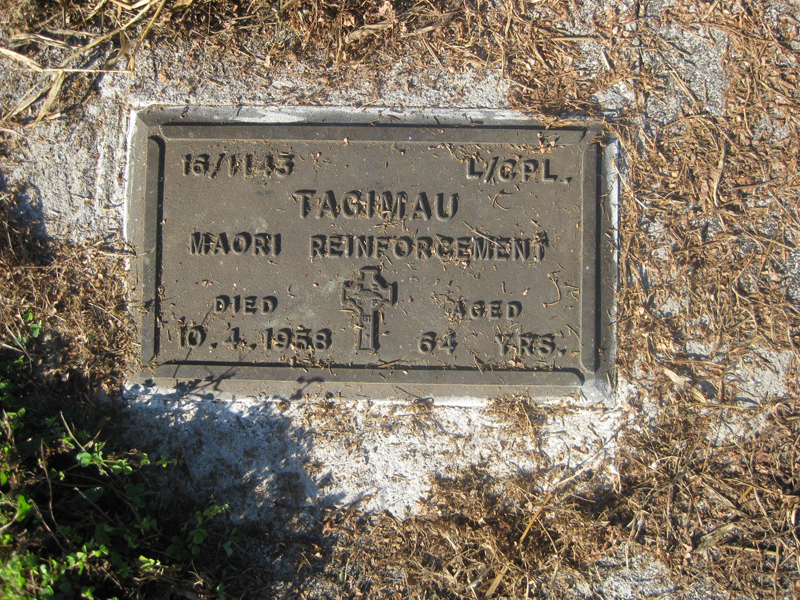 16/1143 L/CPL.
TAGIMAU
MAORI REINFORCEMENT
DIED AGED
10.4.1958 64 YRS.